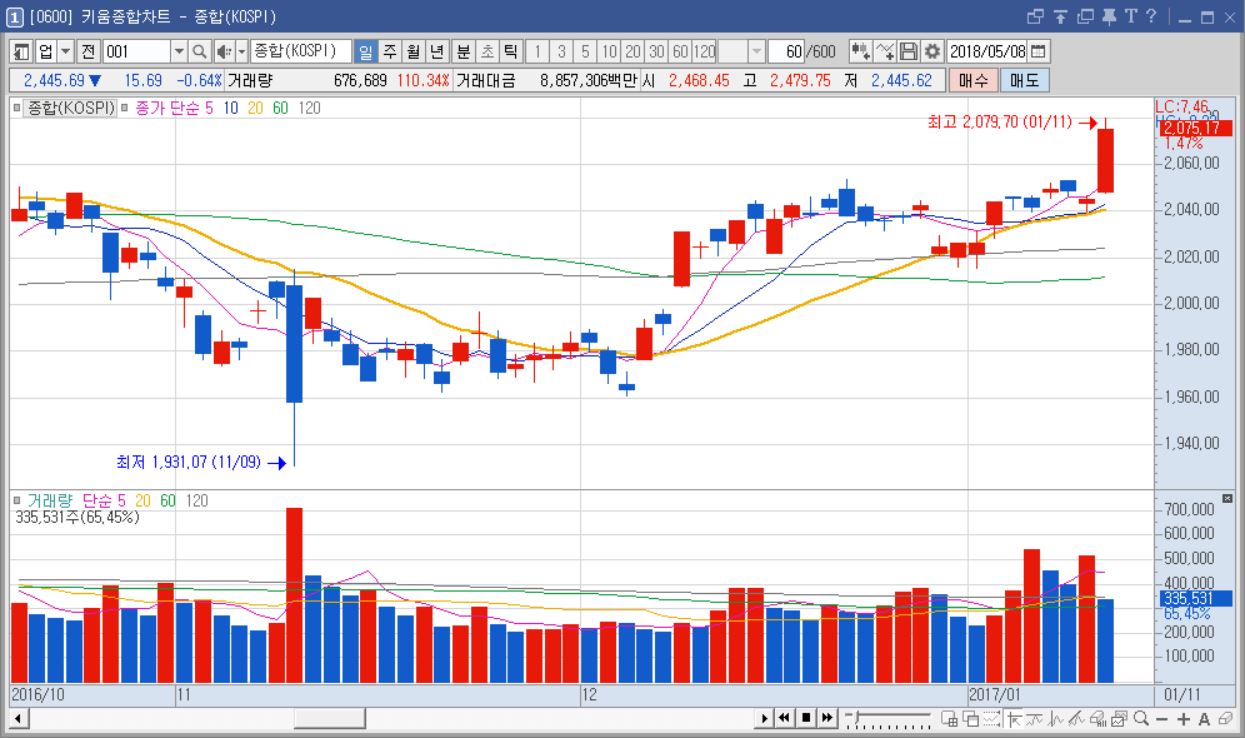 1 [0600] 키움종합차트 - 종합(KOSPI)
업 전 001 종합(KOSPI) 일 주 월 년 분 초 틱 1 3 5 10 20 30 60 120 60 /600 2018/05/08
2,445.69 ▼ 15.69 -0.64% 거래량 676,689 110.34% 거래대금 8,857,306백만 시 2,468.45 고 2,479.75 저 2,445.62 매수 매도
종합(KOSPI) 종가 단순 5 10 20 60 120
LC:7.46
최고 2,079.70 (01/11)
2,075.17
1.47%
2,060.00
2,040.00
2,020.00
2,000.00
1,980.00
1,960.00
1,940.00
최저 1,931.07 (11/09)
거래량 단순 5 20 60 120
335,531주(65.45%)
700,000
600,000
500,000
400,000
335,531
65.45%
200,000
100,000
2016/10 11 12 2017/01 01/11